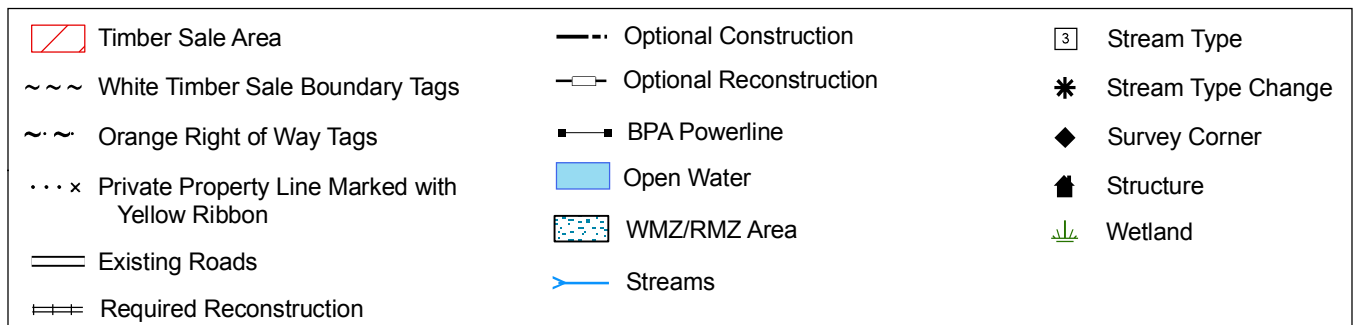 Timber Sale Area
White Timber Sale Boundary Tags
Orange Right of Way Tags
Private Property Line Marked with
Yellow Ribbon
Existing Roads
Required Reconstruction
Optional Construction
Optional Reconstruction
BPA Powerline
Open Water
WMZ/RMZ Area
Streams
3 Stream Type
Stream Type Change
Survey Corner
Structure
Wetland